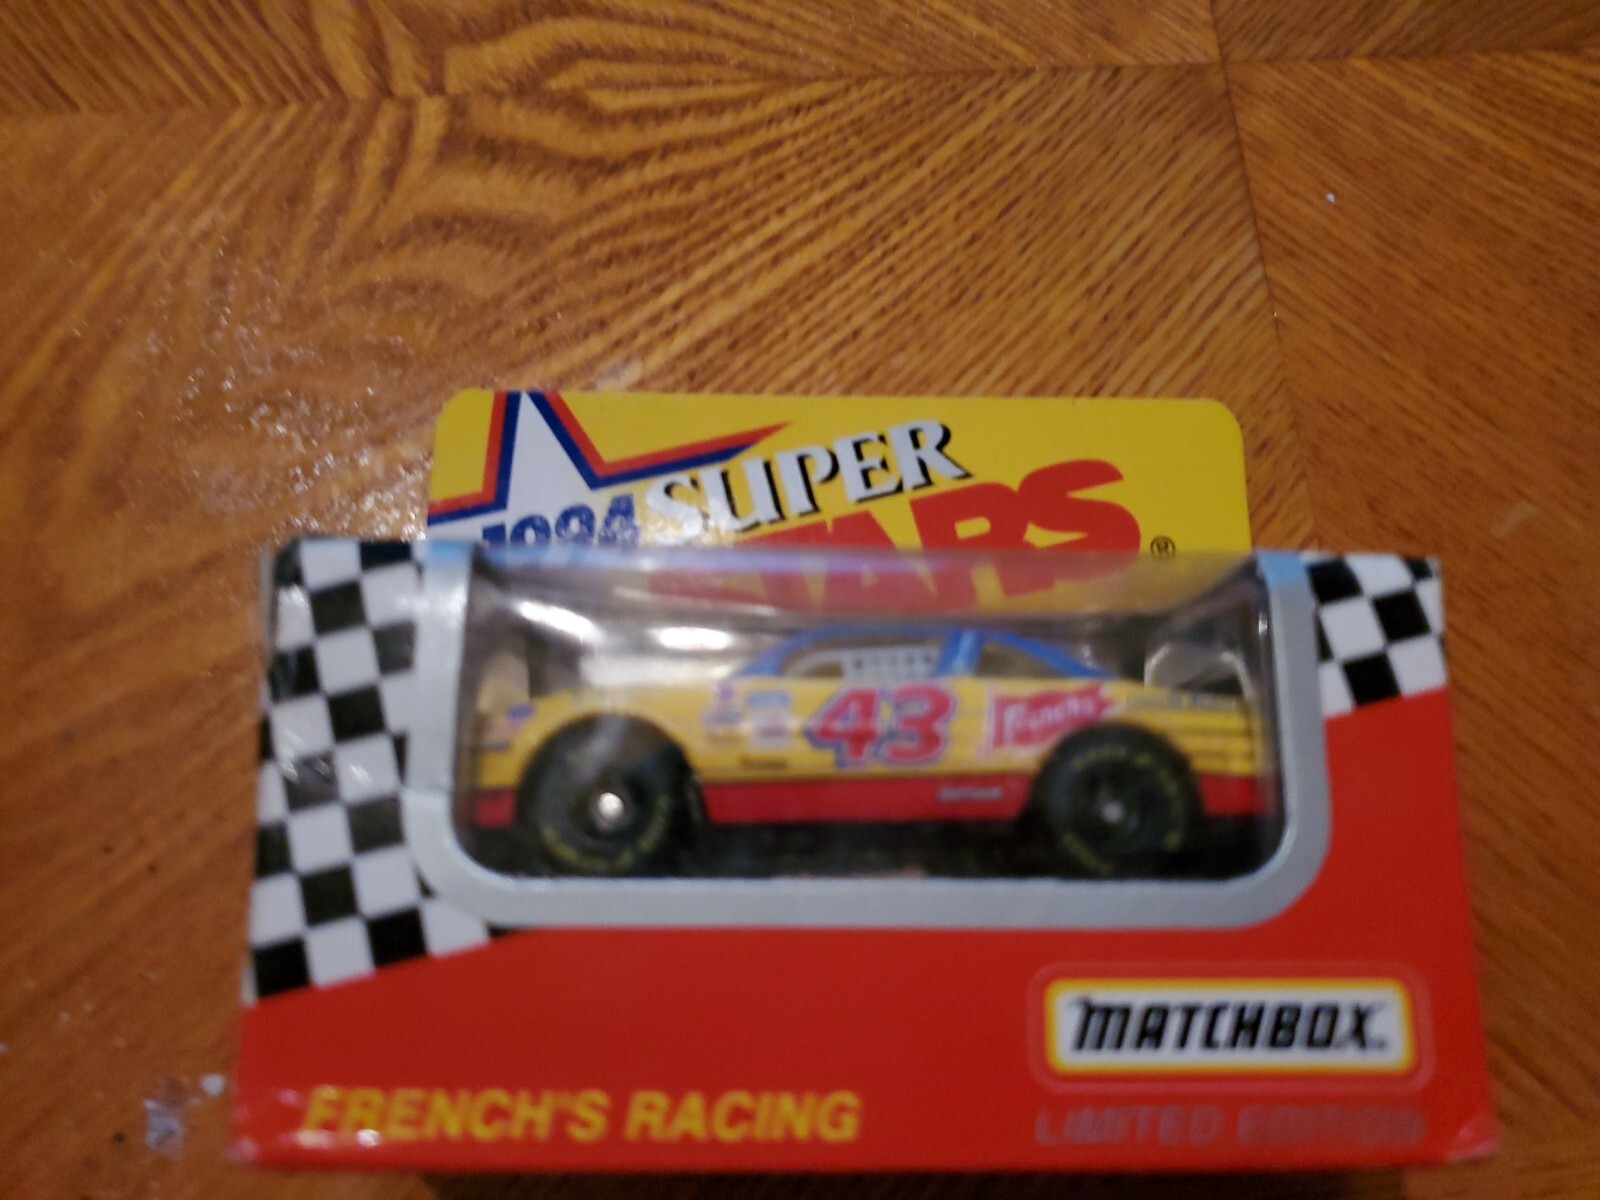 1994 SUPER
STARS ®
43 French's
MATCHBOX
FRENCH'S RACING
LIMITED EDITION